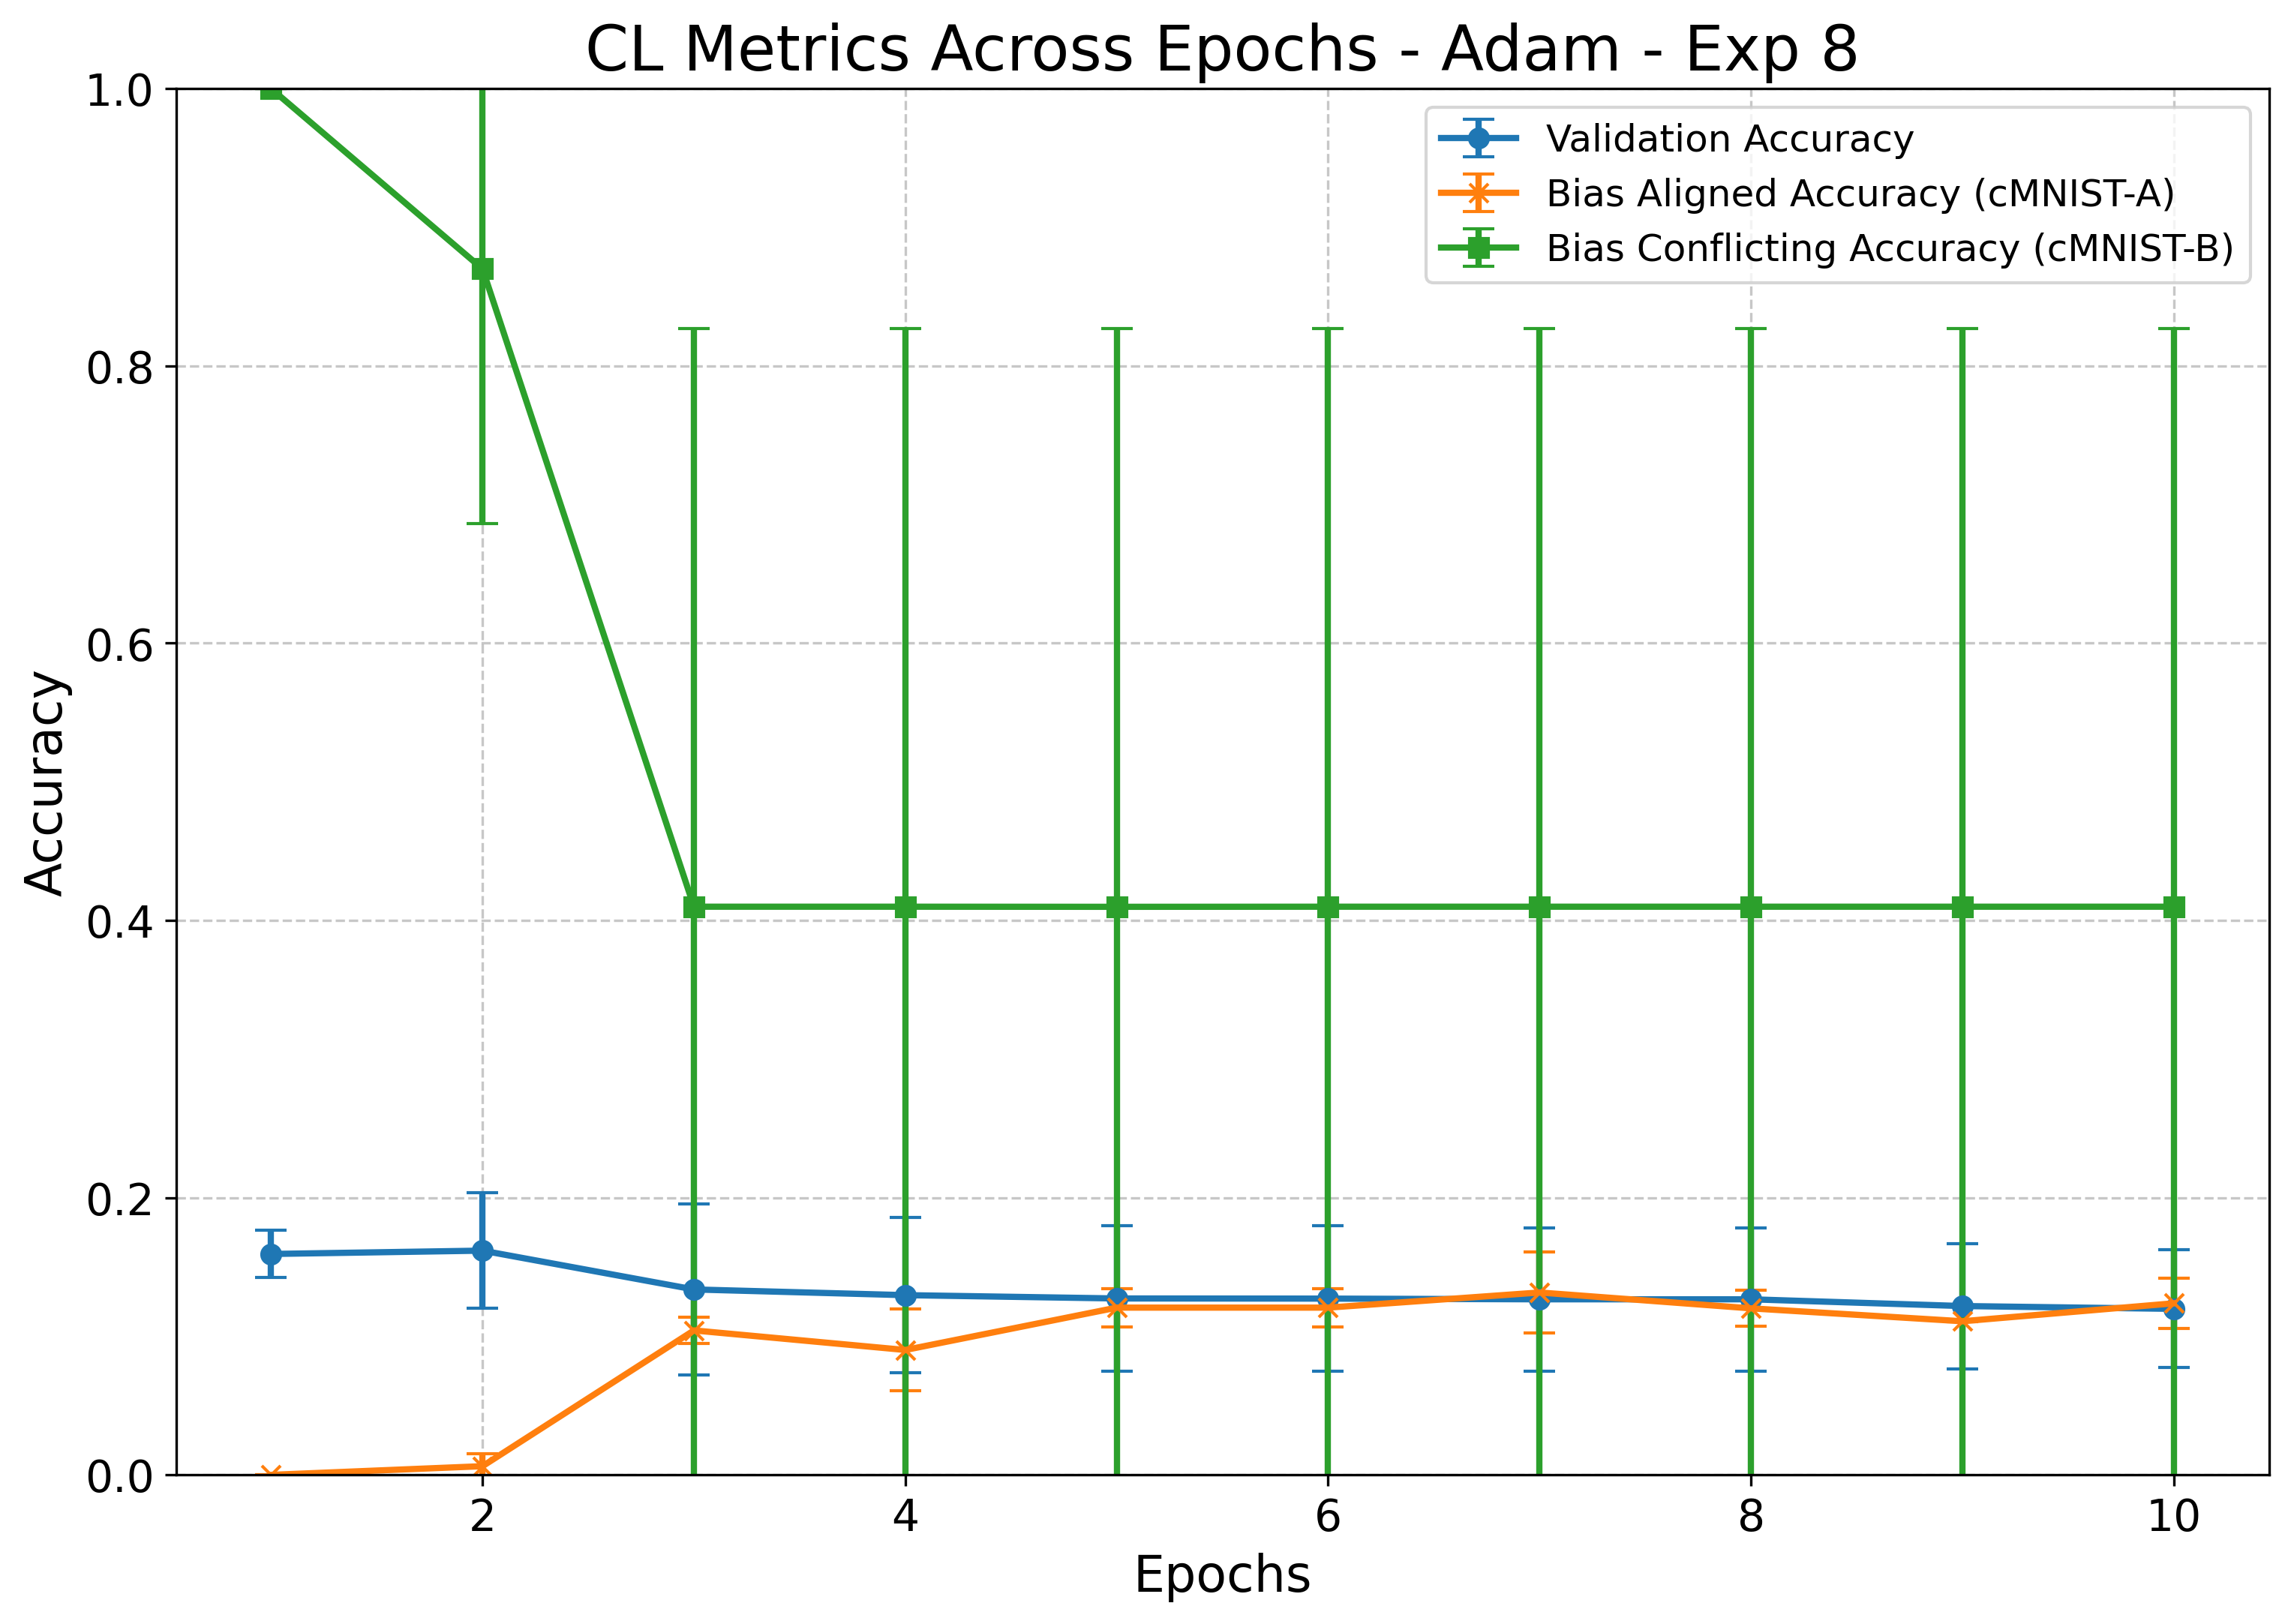 CL Metrics Across Epochs - Adam - Exp 8
Validation Accuracy
Bias Aligned Accuracy (cMNIST-A)
Bias Conflicting Accuracy (cMNIST-B)
Accuracy
1.0
0.8
0.6
0.4
0.2
0.0
2 4 6 8 10
Epochs